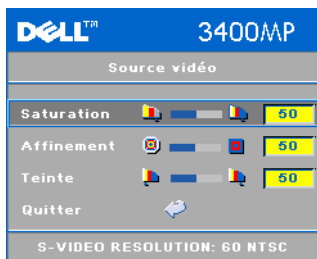 DELL™ 3400MP
Source vidéo
Saturation 50
Affinement 50
Teinte 50
Quitter
S-VIDEO RESOLUTION: 60 NTSC